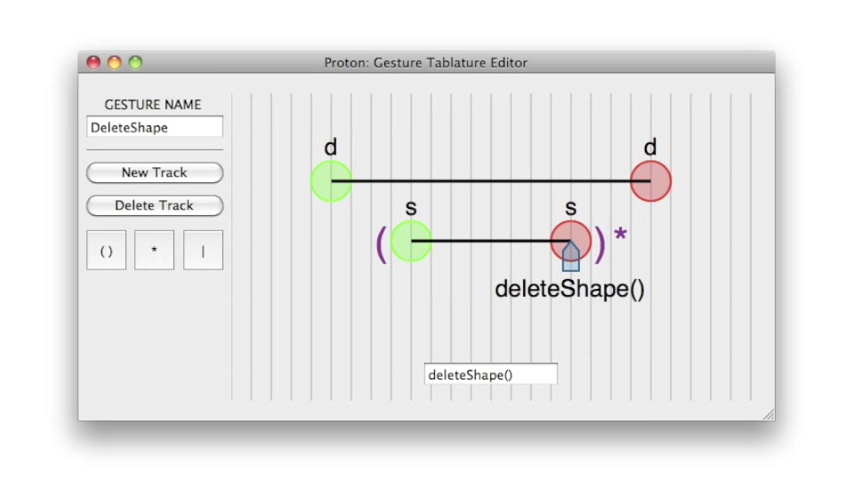 Proton: Gesture Tablature Editor
GESTURE NAME
DeleteShape
New Track
Delete Track
() * |
d d
s s
( )*
deleteShape()
deleteShape()